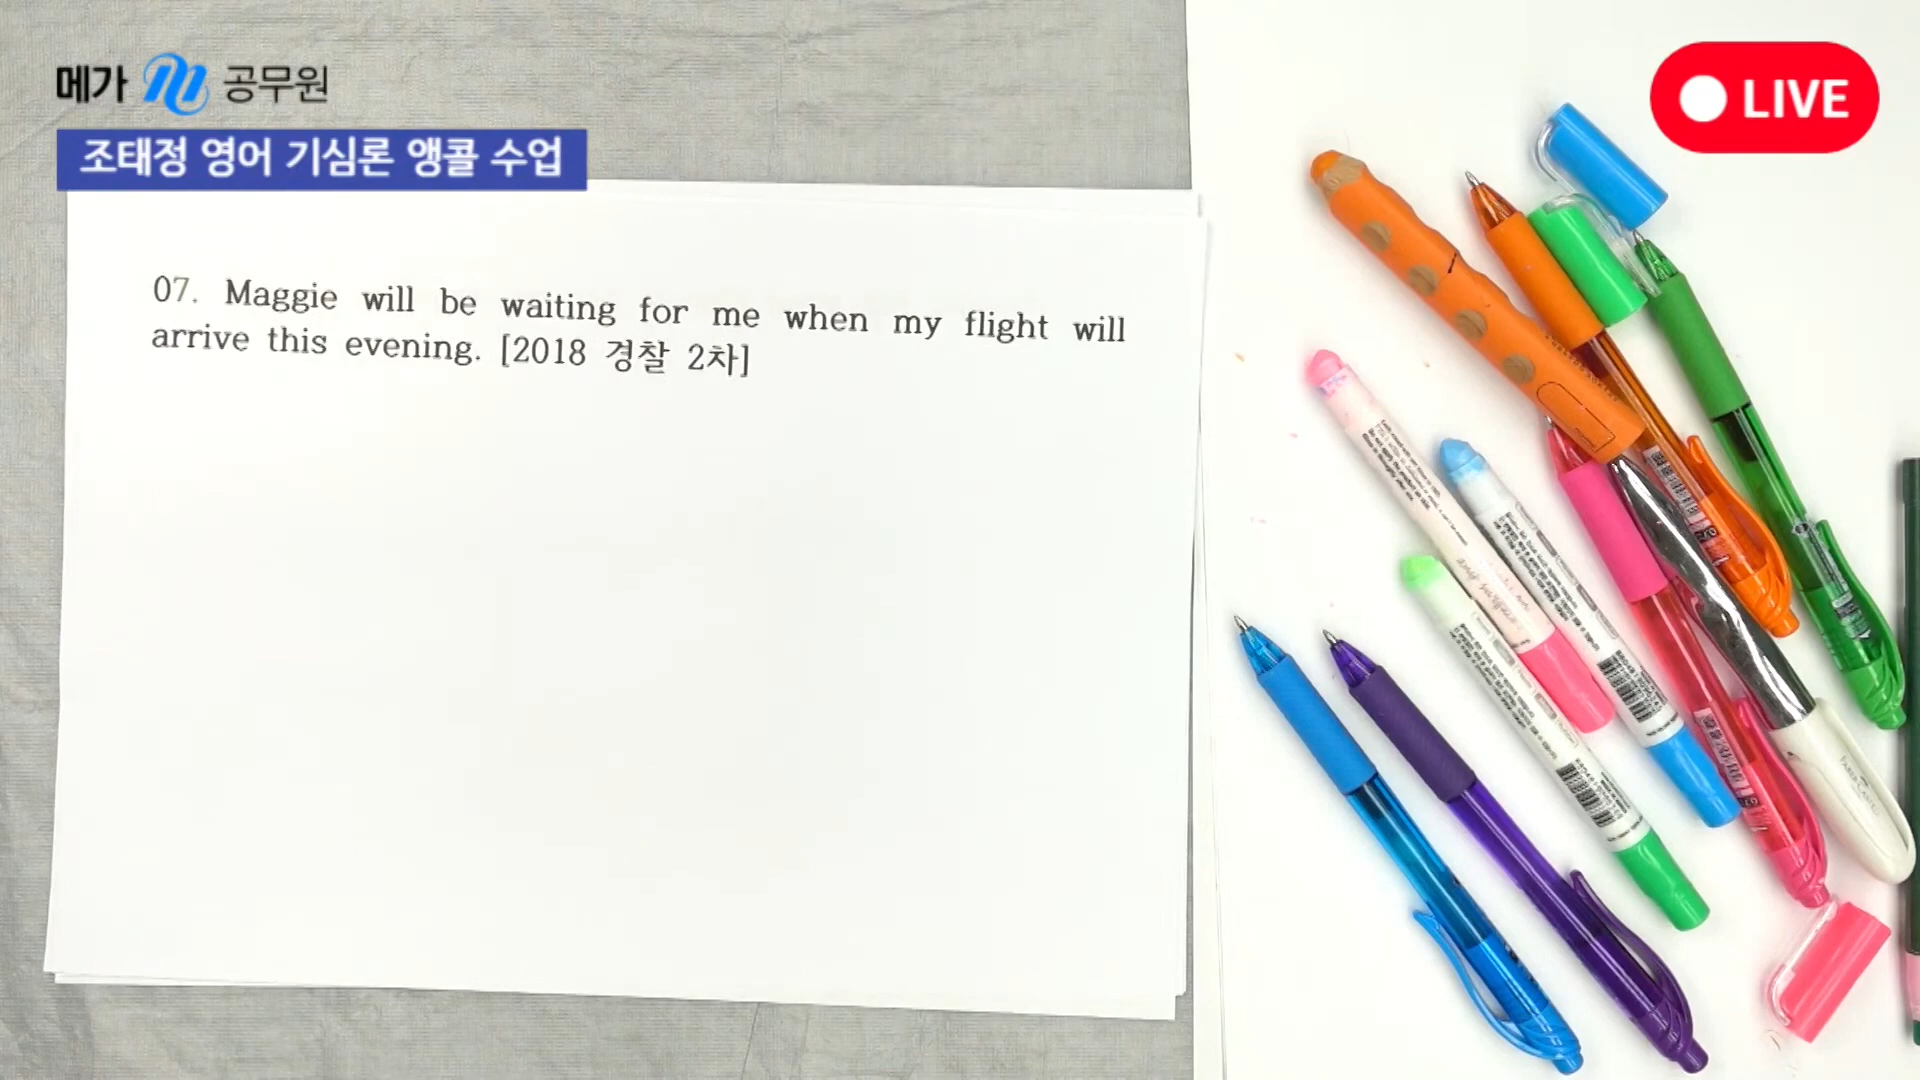 메가 공무원
LIVE
조태정 영어 기심론 앵콜 수업
07. Maggie will be waiting for me when my flight will
arrive this evening. [2018 경찰 2차]